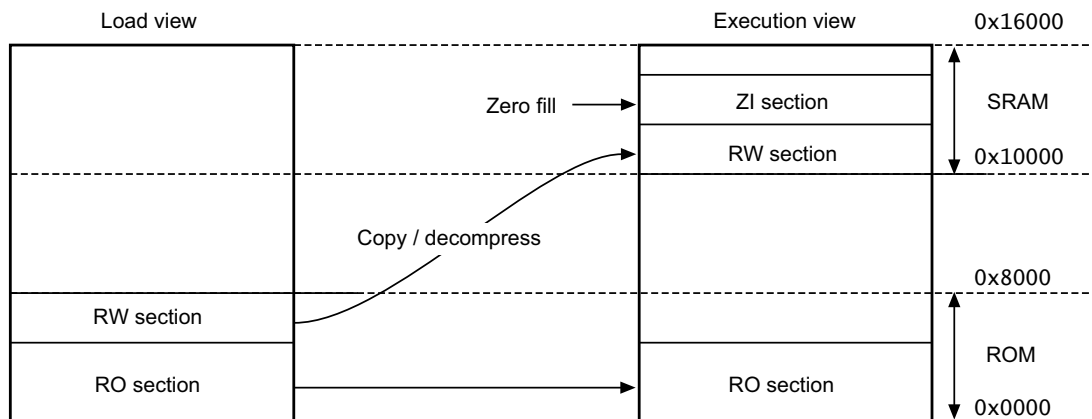 Load view
Execution view
0x16000
Zero fill
ZI section
SRAM
RW section
0x10000
Copy / decompress
0x8000
RW section
ROM
RO section
RO section
0x0000